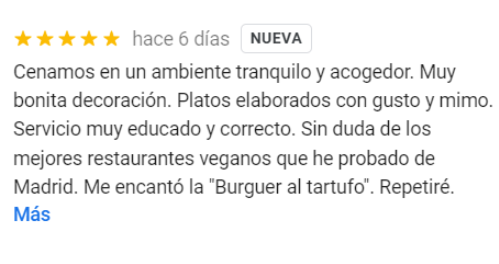 ★★★★★ hace 6 días NUEVA
Cenamos en un ambiente tranquilo y acogedor. Muy
bonita decoración. Platos elaborados con gusto y mimo.
Servicio muy educado y correcto. Sin duda de los
mejores restaurantes veganos que he probado de
Madrid. Me encantó la "Burguer al tartufo". Repetiré.
Más